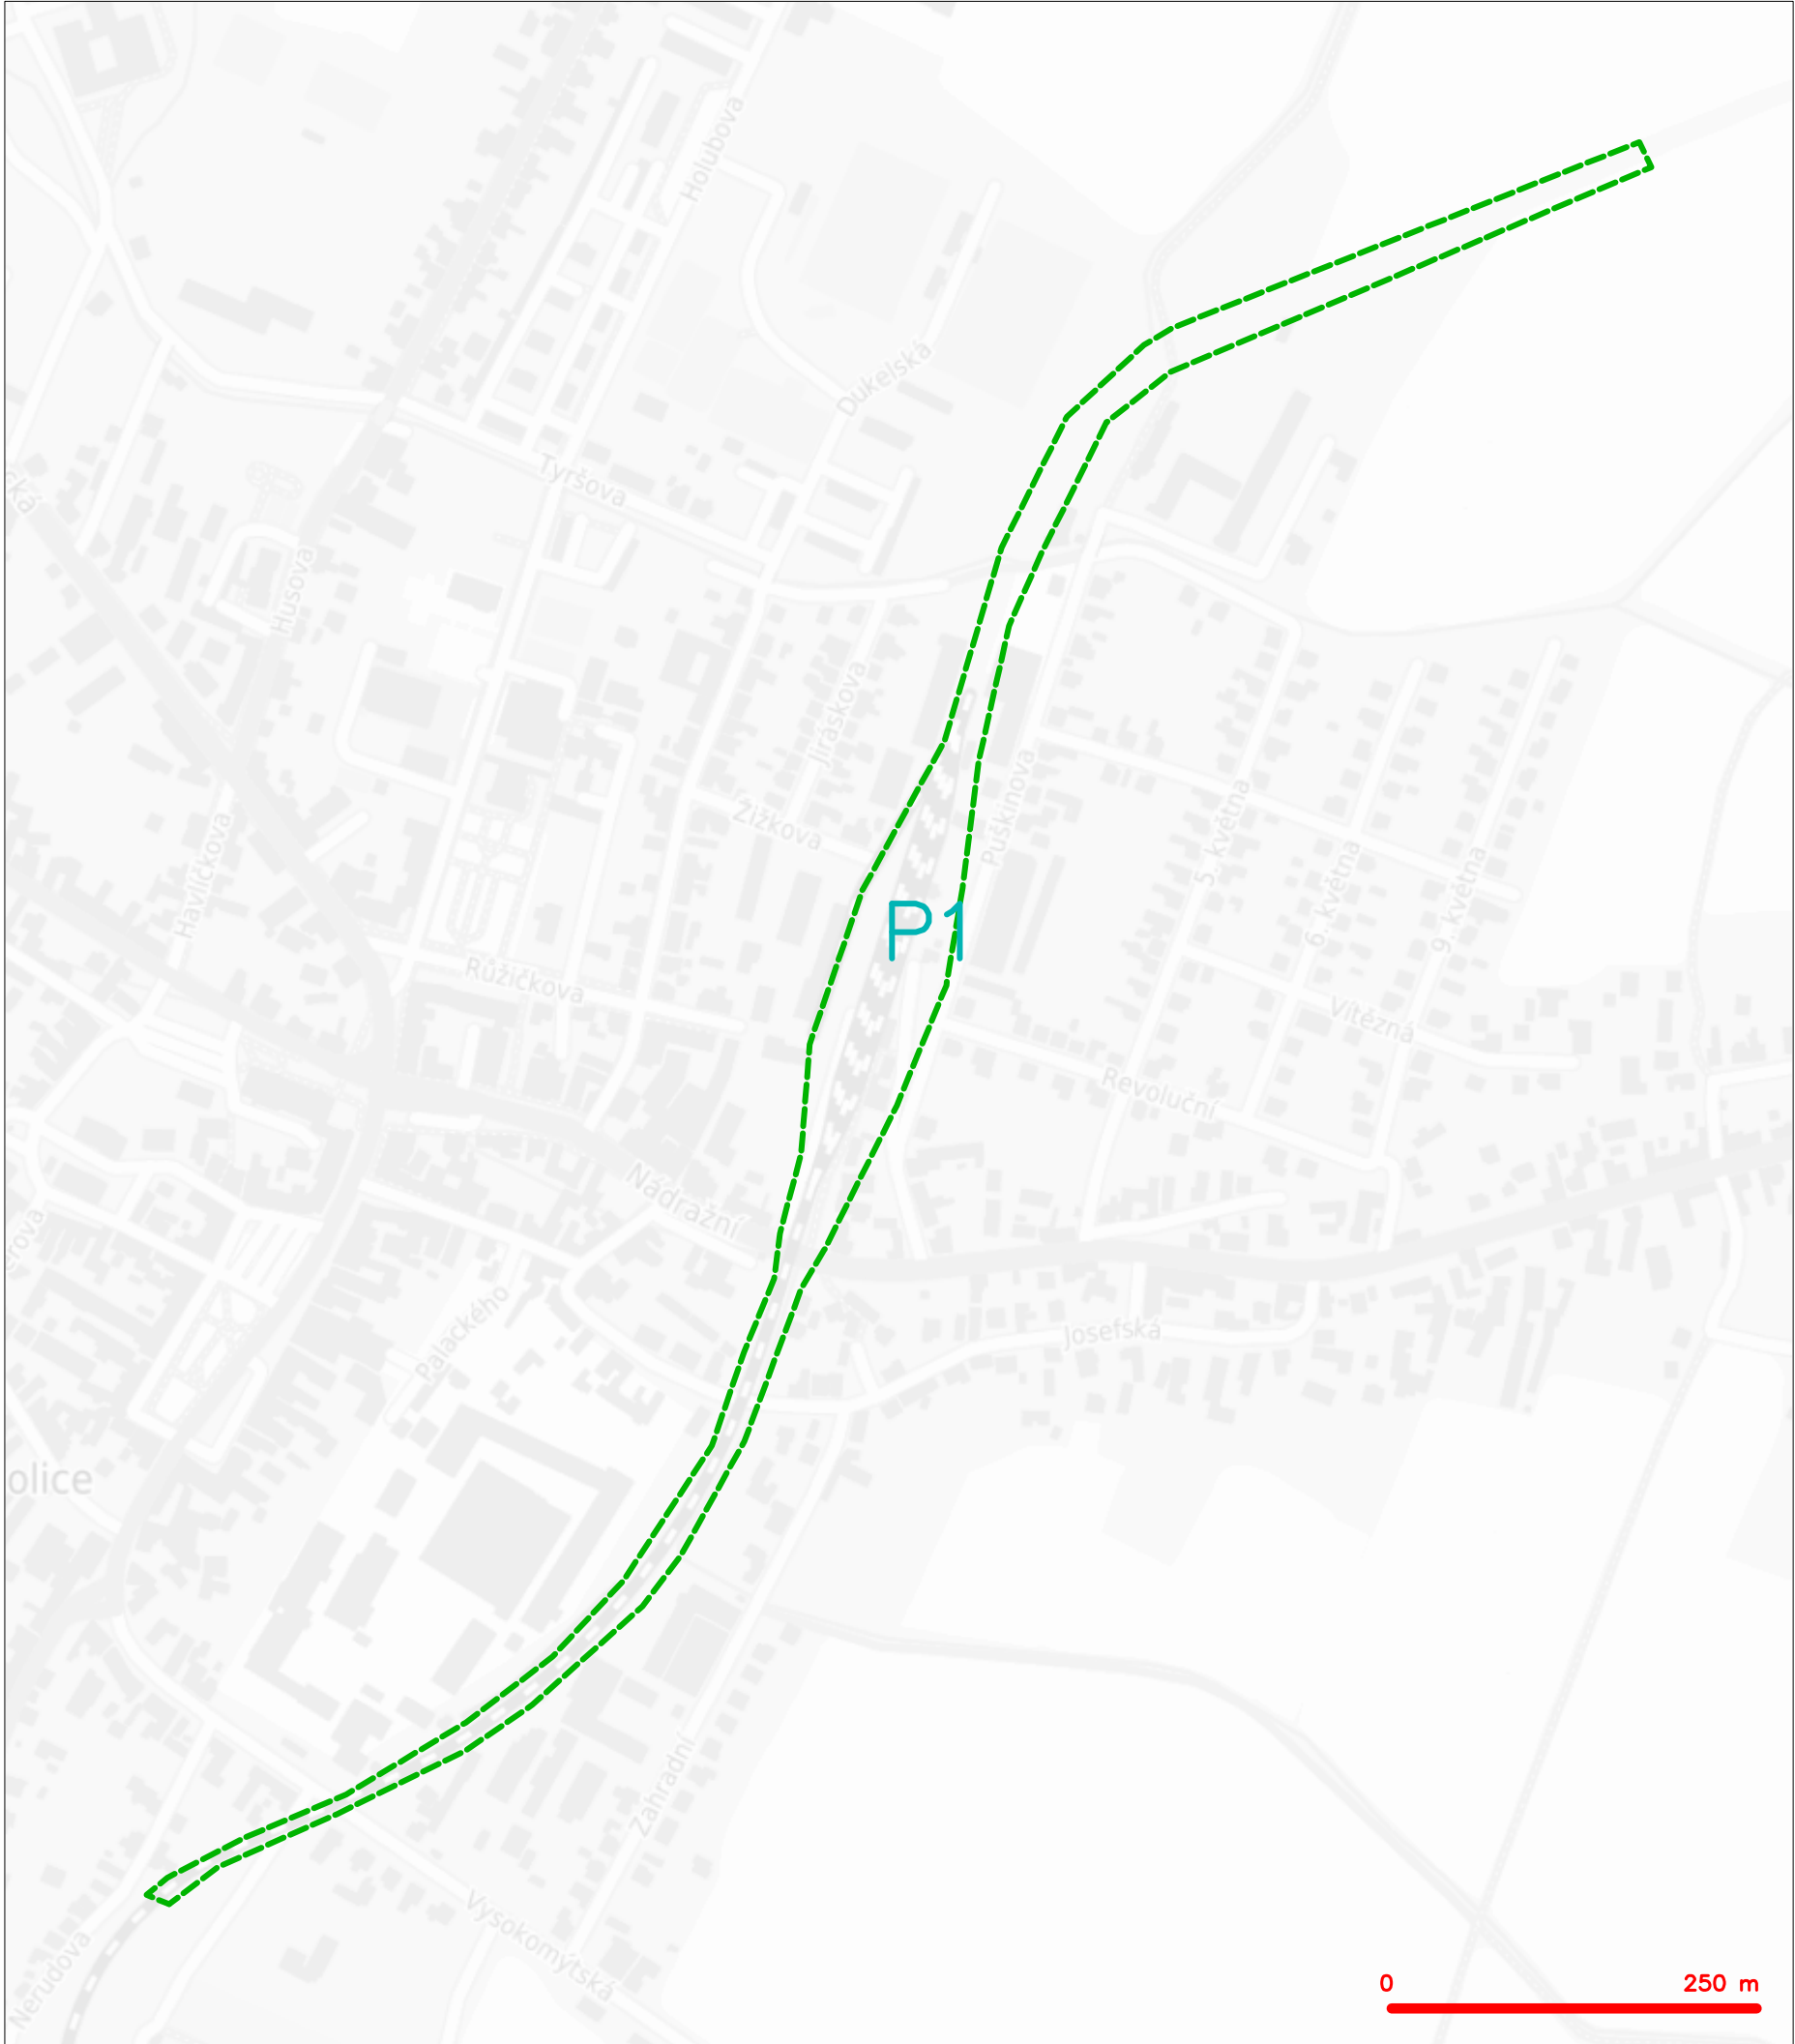 Holubova
Dukelská
Tyršova
Husova
Jiráskova
Žižkova
Puškinova
5. května
6. května
9. května
Havlíčkova
P1
Růžičkova
Vítězná
Revoluční
Nádražní
Palackého
Josefská
olice
Zahradní
Vysokomýtská
Nerudova
0 250 m